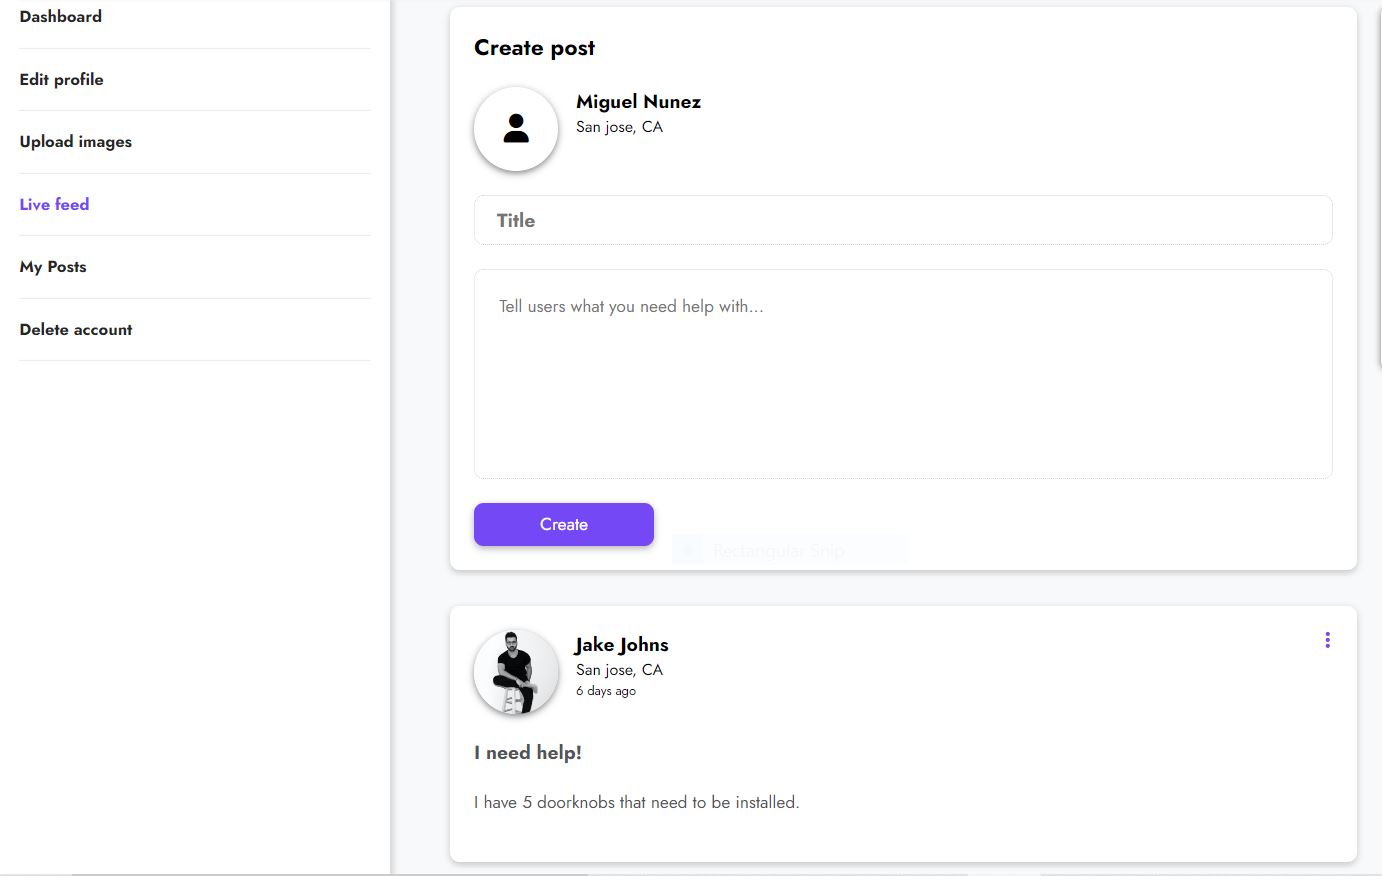 Dashboard
Edit profile
Upload images
Live feed
My Posts
Delete account
Create post
Miguel Nunez
San jose, CA
Title
Tell users what you need help with...
Create
Rectangular Snip
Jake Johns
San jose, CA
6 days ago
I need help!
I have 5 doorknobs that need to be installed.